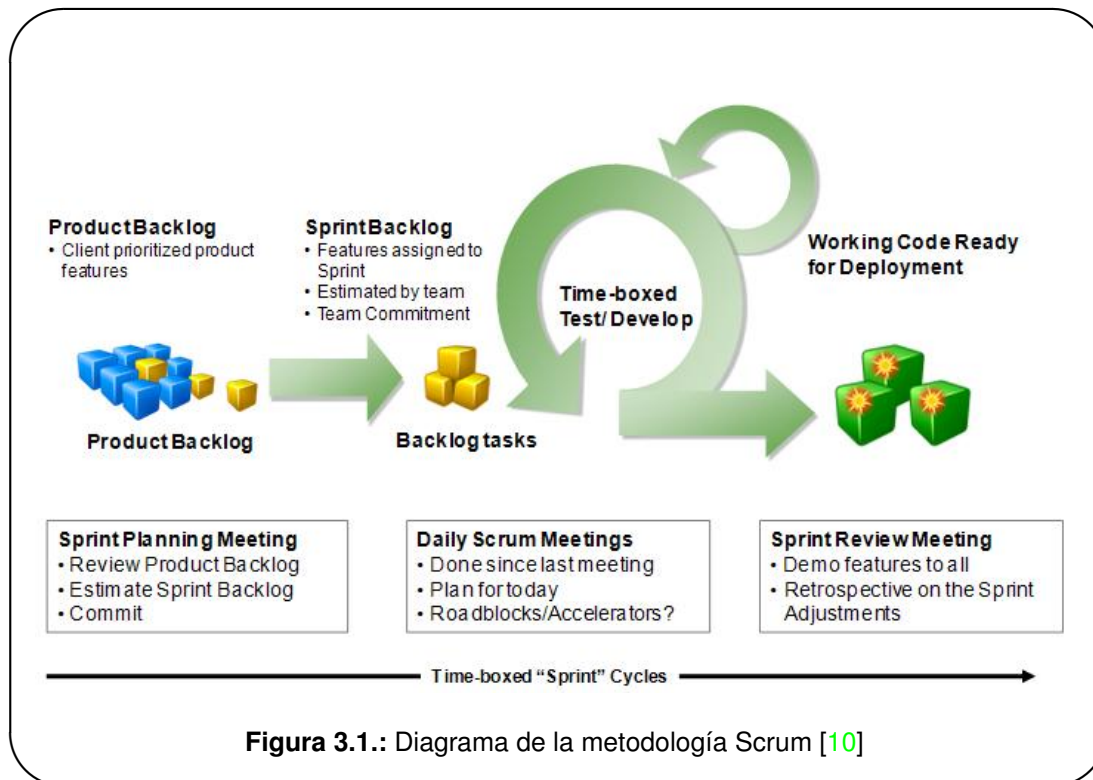 Product Backlog
• Client prioritized product
features
Sprint Backlog
• Features assigned to
Sprint
• Estimated by team
• Team Commitment
Time-boxed
Test/ Develop
Working Code Ready
for Deployment
Product Backlog
Backlog tasks
Sprint Planning Meeting
• Review Product Backlog
• Estimate Sprint Backlog
• Commit
Daily Scrum Meetings
• Done since last meeting
• Plan for today
• Roadblocks/Accelerators?
Sprint Review Meeting
• Demo features to all
• Retrospective on the Sprint
Adjustments
Time-boxed “Sprint” Cycles
Figura 3.1.: Diagrama de la metodología Scrum [10]